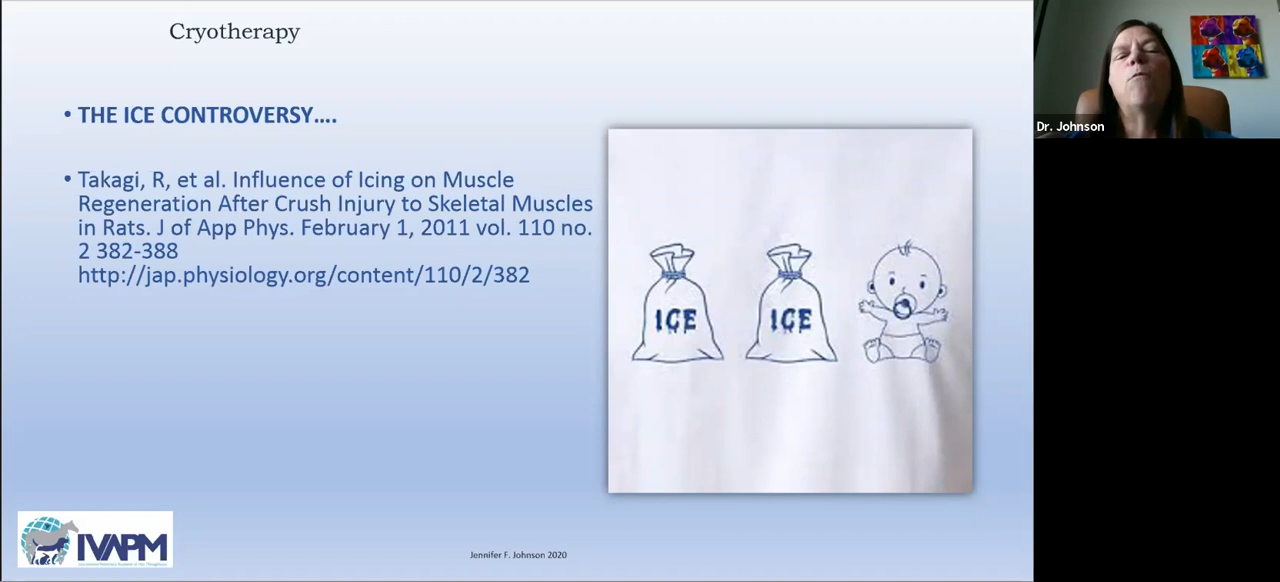 Cryotherapy
• THE ICE CONTROVERSY….
• Takagi, R, et al. Influence of Icing on Muscle
Regeneration After Crush Injury to Skeletal Muscles
in Rats. J of App Phys. February 1, 2011 vol. 110 no.
2 382-388
http://jap.physiology.org/content/110/2/382
ICE ICE
Dr. Johnson
IVAPM
Jennifer F. Johnson 2020